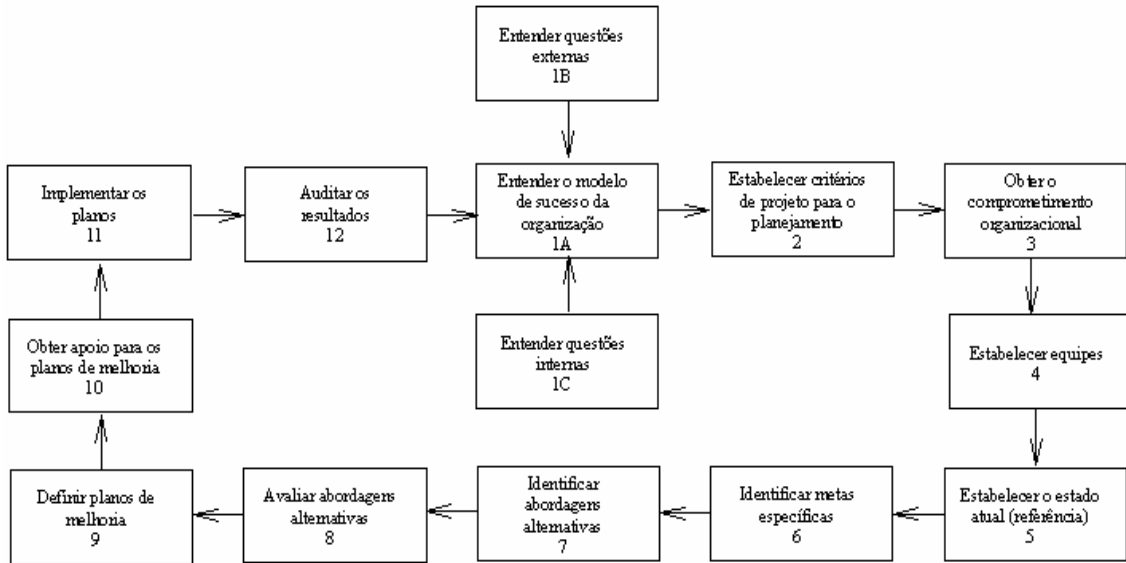 Entender questões
externas
1B
Implementar os
planos
11
Auditar os
resultados
12
Entender o modelo
de sucesso da
organização
1A
Estabelecer critérios
de projeto para o
planejamento
2
Obter o
comprometimento
organizacional
3
Obter apoio para os
planos de melhoria
10
Entender questões
internas
1C
Estabelecer equipes
4
Definir planos de
melhoria
9
Avaliar abordagens
alternativas
8
Identificar
abordagens
alternativas
7
Identificar metas
específicas
6
Estabelecer o estado
atual (referência)
5